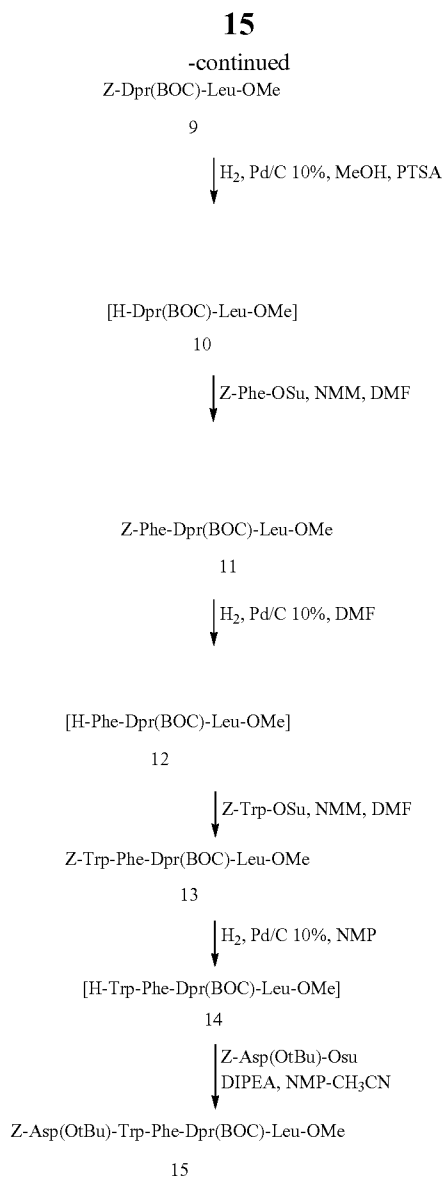 15
-continued
Z-Dpr(BOC)-Leu-OMe
9
H2, Pd/C 10%, MeOH, PTSA
[H-Dpr(BOC)-Leu-OMe]
10
Z-Phe-OSu, NMM, DMF
Z-Phe-Dpr(BOC)-Leu-OMe
11
H2, Pd/C 10%, DMF
[H-Phe-Dpr(BOC)-Leu-OMe]
12
Z-Trp-OSu, NMM, DMF
Z-Trp-Phe-Dpr(BOC)-Leu-OMe
13
H2, Pd/C 10%, NMP
[H-Trp-Phe-Dpr(BOC)-Leu-OMe]
14
Z-Asp(OtBu)-Osu
DIPEA, NMP-CH3CN
Z-Asp(OtBu)-Trp-Phe-Dpr(BOC)-Leu-OMe
15